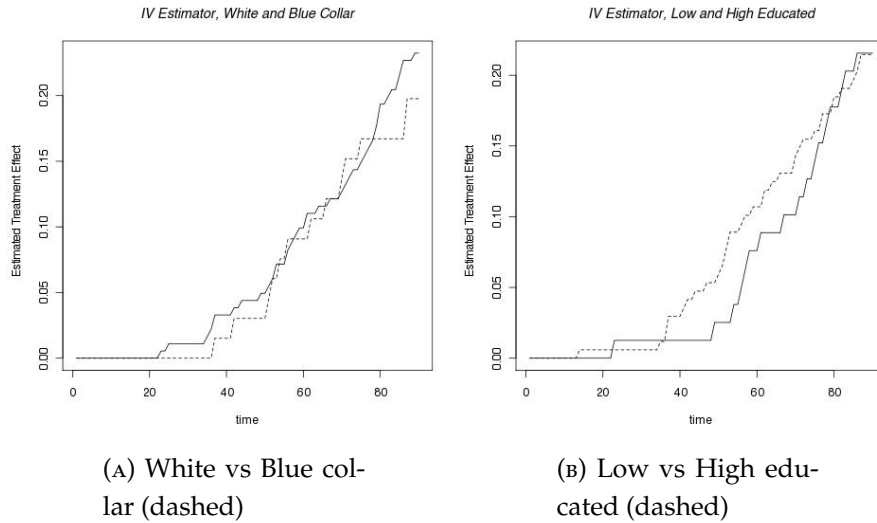 IV Estimator, White and Blue Collar
Estimated Treatment Effect
0.00
0.05
0.10
0.15
0.20
0
20
40
60
80
time
(A) White vs Blue col-
lar (dashed)
IV Estimator, Low and High Educated
Estimated Treatment Effect
0.00
0.05
0.10
0.15
0.20
0
20
40
60
80
time
(B) Low vs High edu-
cated (dashed)